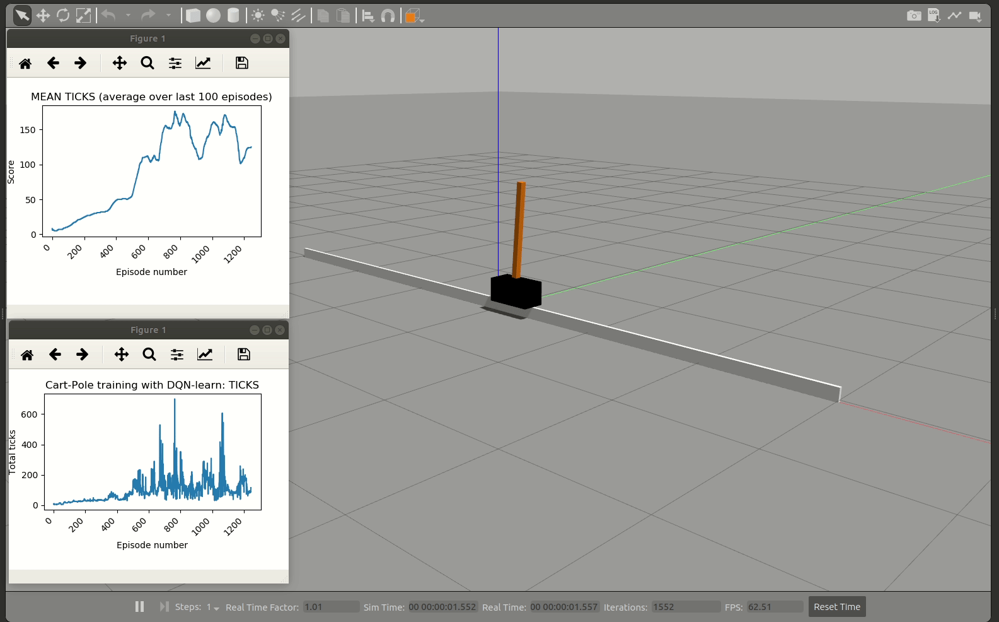 LOG
Figure 1
MEAN TICKS (average over last 100 episodes)
150
100
50
0
Score
0 200 400 600 800 1000 1200
Episode number
Figure 1
Cart-Pole training with DQN-learn: TICKS
600
400
200
0
Total ticks
0 200 400 600 800 1000 1200
Episode number
Steps: 1 Real Time Factor: 1.01 Sim Time: 00 00:00:01.552 Real Time: 00 00:00:01.557 Iterations: 1552 FPS: 62.51 Reset Time